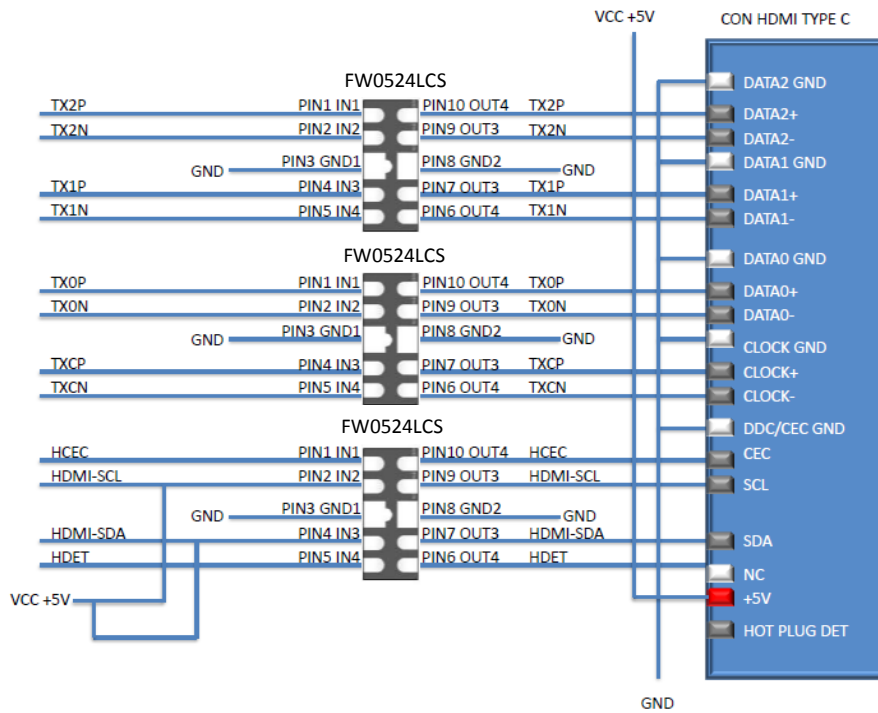 VCC +5V
CON HDMI TYPE C
FW0524LCS
TX2P PIN1 IN1 PIN10 OUT4 TX2P
TX2N PIN2 IN2 PIN9 OUT3 TX2N
GND PIN3 GND1 PIN8 GND2 GND
TX1P PIN4 IN3 PIN7 OUT3 TX1P
TX1N PIN5 IN4 PIN6 OUT4 TX1N
FW0524LCS
TX0P PIN1 IN1 PIN10 OUT4 TX0P
TX0N PIN2 IN2 PIN9 OUT3 TX0N
GND PIN3 GND1 PIN8 GND2 GND
TXCP PIN4 IN3 PIN7 OUT3 TXCP
TXCN PIN5 IN4 PIN6 OUT4 TXCN
FW0524LCS
HCEC PIN1 IN1 PIN10 OUT4 HCEC
HDMI-SCL PIN2 IN2 PIN9 OUT3 HDMI-SCL
GND PIN3 GND1 PIN8 GND2 GND
HDMI-SDA PIN4 IN3 PIN7 OUT3 HDMI-SDA
HDET PIN5 IN4 PIN6 OUT4 HDET
VCC +5V
DATA2 GND
DATA2+
DATA2-
DATA1 GND
DATA1+
DATA1-
DATA0 GND
DATA0+
DATA0-
CLOCK GND
CLOCK+
CLOCK-
DDC/CEC GND
CEC
SCL
SDA
NC
+5V
HOT PLUG DET
GND